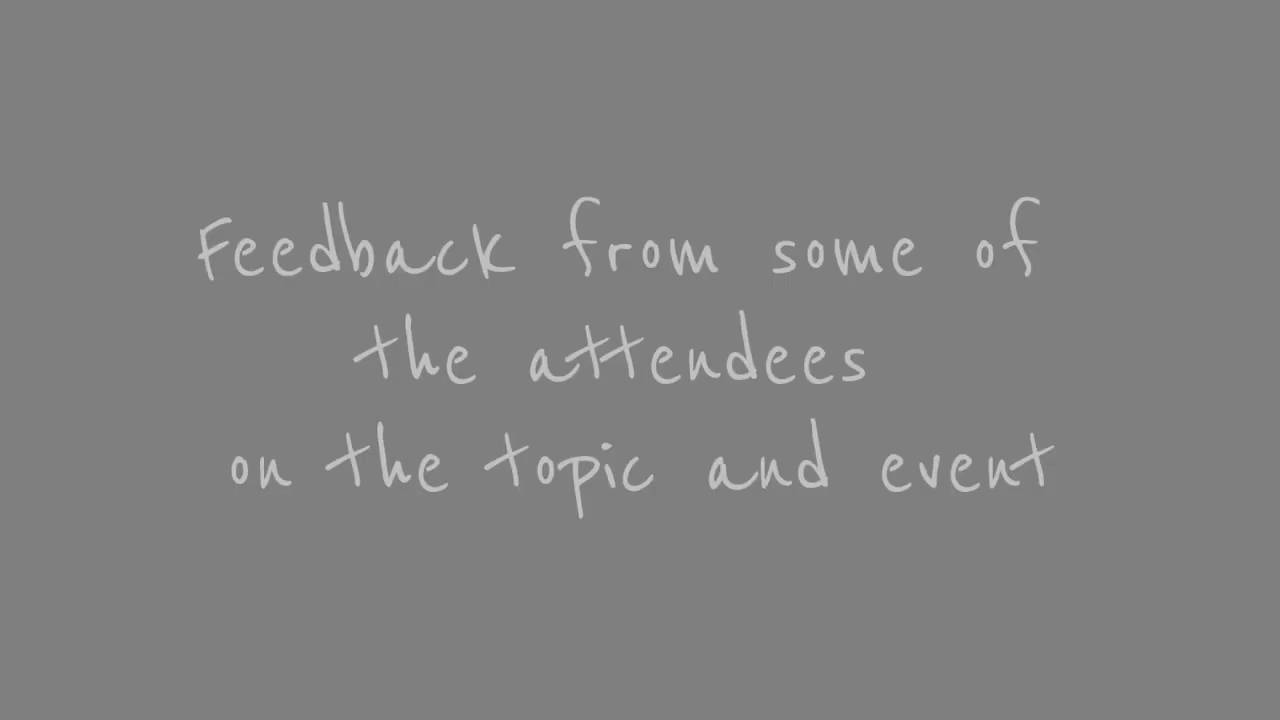 Feedback from some of
the attendees
on the topic and event